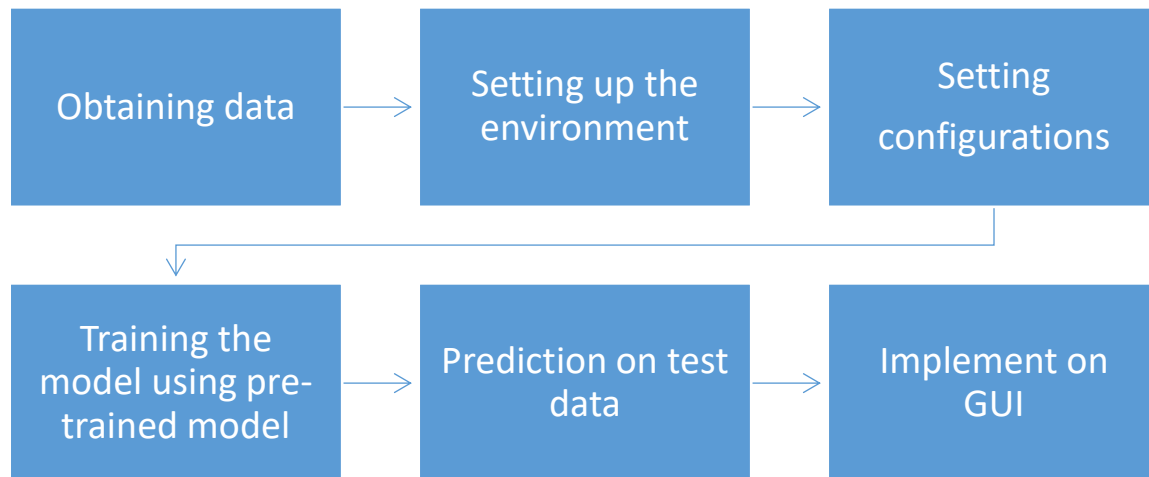 Obtaining data
Setting up the
environment
Setting
configurations
Training the
model using pre-
trained model
Prediction on test
data
Implement on
GUI